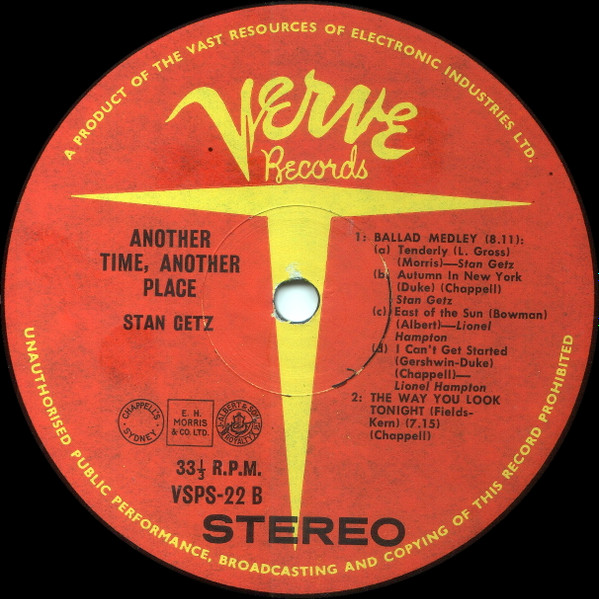 A PRODUCT OF THE VAST RESOURCES OF ELECTRONIC INDUSTRIES LTD.
Verve
Records
ANOTHER
TIME, ANOTHER
PLACE
STAN GETZ
1: BALLAD MEDLEY (8.11):
(a) Tenderly (L. Gross)
(Morris)—Stan Getz
(b) Autumn In New York
(Duke) (Chappell)
Stan Getz
(c) East of the Sun (Bowman)
(Albert)—Lionel
Hampton
(d) I Can't Get Started
(Gershwin-Duke)
(Chappell)—
Lionel Hampton
2: THE WAY YOU LOOK
TONIGHT (Fields-
Kern) (7.15)
(Chappell)
CHAPPELL'S
SYDNEY
E. H.
MORRIS
& CO. LTD.
ALBERT & SON
ROYALTY
33⅓ R.P.M.
VSPS-22 B
STEREO
UNAUTHORISED PUBLIC PERFORMANCE, BROADCASTING AND COPYING OF THIS RECORD PROHIBITED